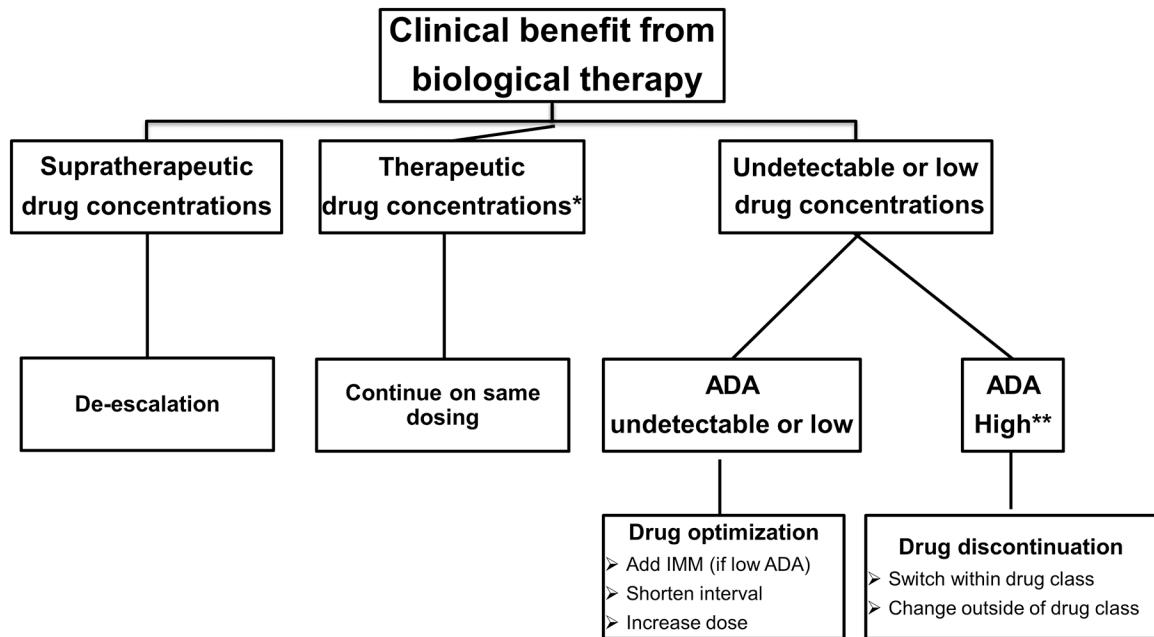 Clinical benefit from
biological therapy
Supratherapeutic
drug concentrations
Therapeutic
drug concentrations*
Undetectable or low
drug concentrations
De-escalation
Continue on same
dosing
ADA
undetectable or low
ADA
High**
Drug optimization
➢ Add IMM (if low ADA)
➢ Shorten interval
➢ Increase dose
Drug discontinuation
➢ Switch within drug class
➢ Change outside of drug class